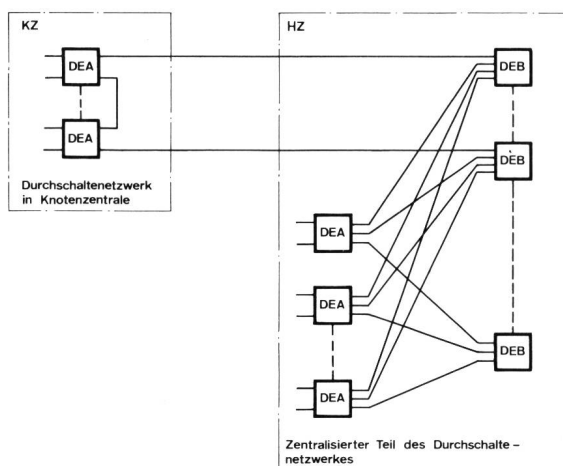 KZ
DEA
DEA
Durchschaltenetzwerk
in Knotenzentrale
HZ
DEB
DEB
DEA
DEA
DEB
DEA
Zentralisierter Teil des Durchschalte-
netzwerkes